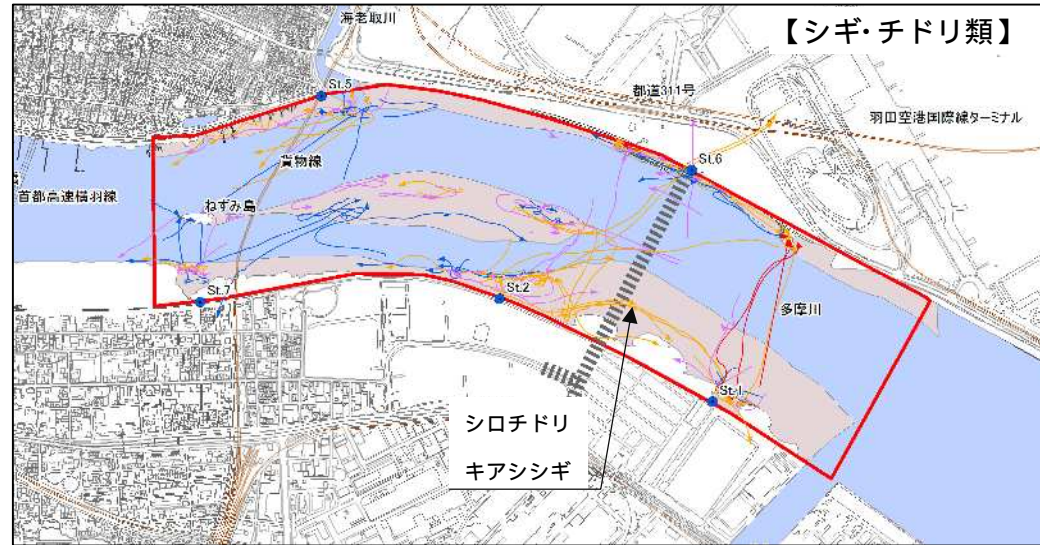 【シギ・チドリ類】
海老取川
都道311号
羽田空港国際線ターミナル
St.5
St.6
貨物線
首都高速横羽線
ねずみ島
St.7
St.2
多摩川
St.1
シロチドリ
キアシシギ